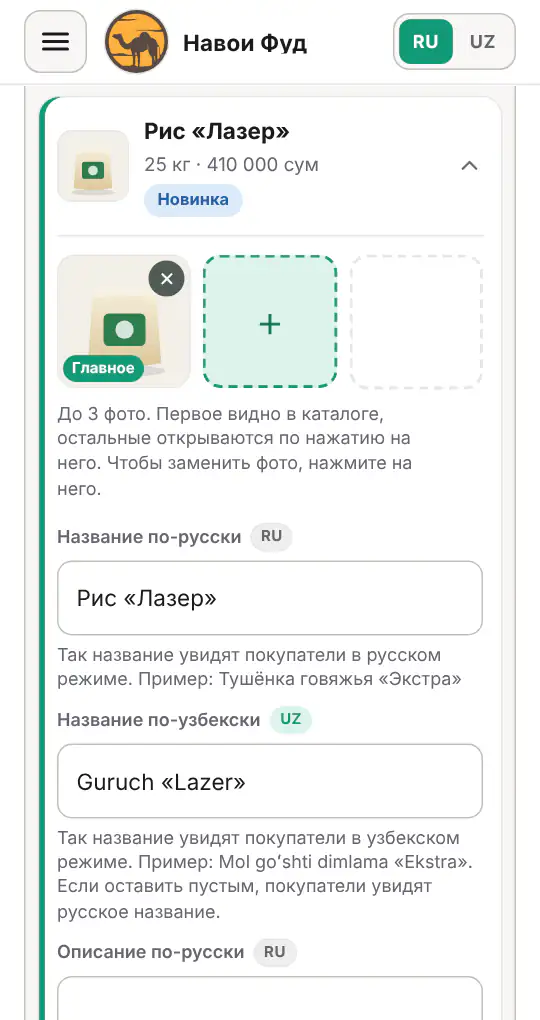 Навои Фуд
RU UZ
Рис «Лазер»
25 кг · 410 000 сум
Новинка
Главное
До 3 фото. Первое видно в каталоге,
остальные открываются по нажатию на
него. Чтобы заменить фото, нажмите на
него.
Название по-русски RU
Рис «Лазер»
Так название увидят покупатели в русском
режиме. Пример: Тушёнка говяжья «Экстра»
Название по-узбекски UZ
Guruch «Lazer»
Так название увидят покупатели в узбекском
режиме. Пример: Mol goʻshti dimlama «Ekstra».
Если оставить пустым, покупатели увидят
русское название.
Описание по-русски RU